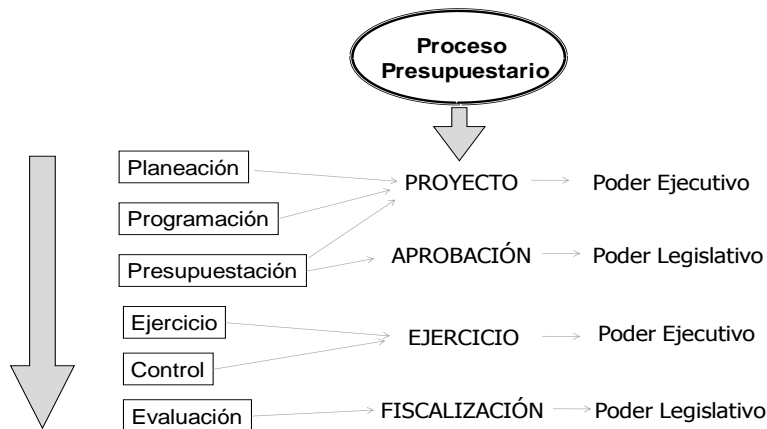 Proceso
Presupuestario
Planeación
PROYECTO
Poder Ejecutivo
Programación
Presupuestación
APROBACIÓN
Poder Legislativo
Ejercicio
EJERCICIO
Poder Ejecutivo
Control
Evaluación
FISCALIZACIÓN
Poder Legislativo